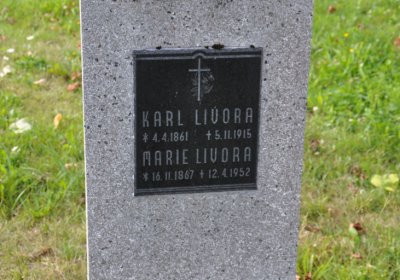 KARL LIVORA
* 4.4.1861 † 5.11.1915
MARIE LIVORA
* 16.11.1867 † 12.4.1952